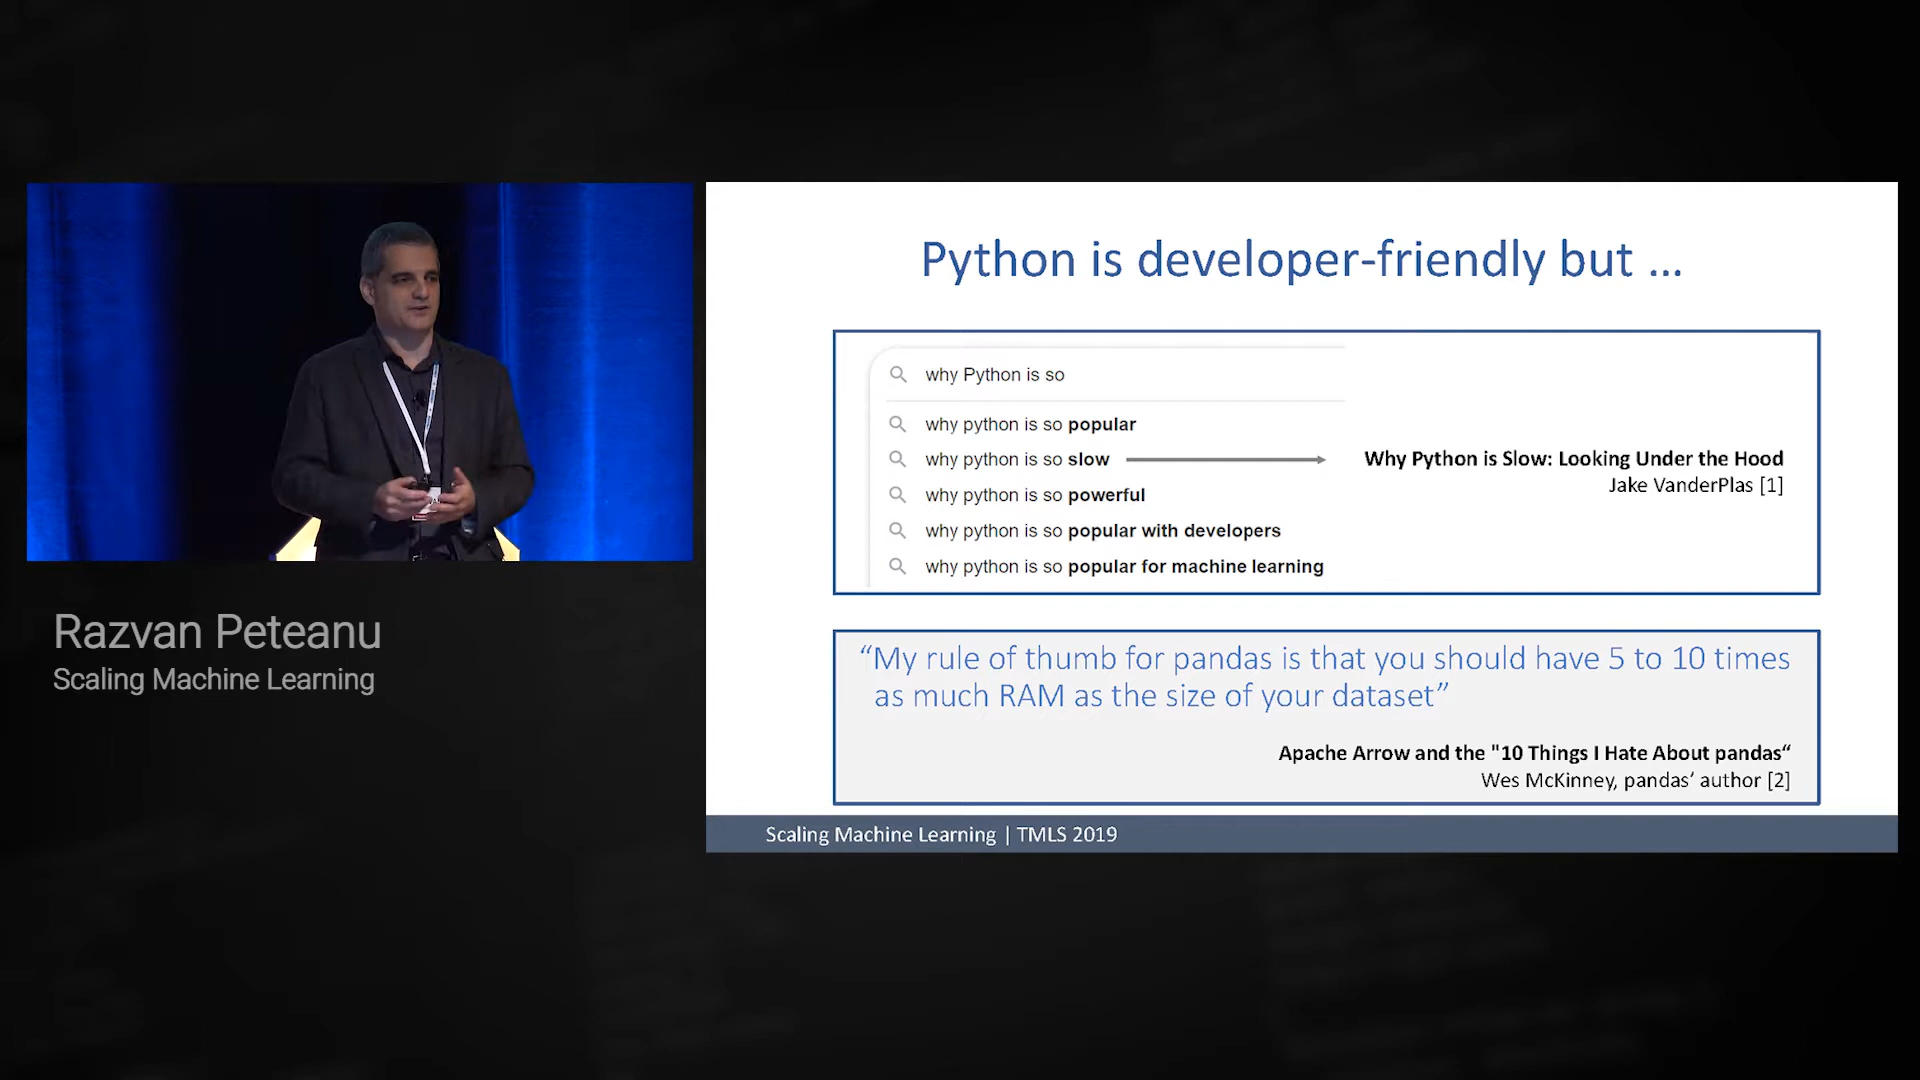 Python is developer-friendly but ...
why Python is so
why python is so popular
why python is so slow
Why Python is Slow: Looking Under the Hood
Jake VanderPlas [1]
why python is so powerful
why python is so popular with developers
why python is so popular for machine learning
“My rule of thumb for pandas is that you should have 5 to 10 times
as much RAM as the size of your dataset”
Apache Arrow and the "10 Things I Hate About pandas“
Wes McKinney, pandas’ author [2]
Scaling Machine Learning | TMLS 2019
Razvan Peteanu
Scaling Machine Learning